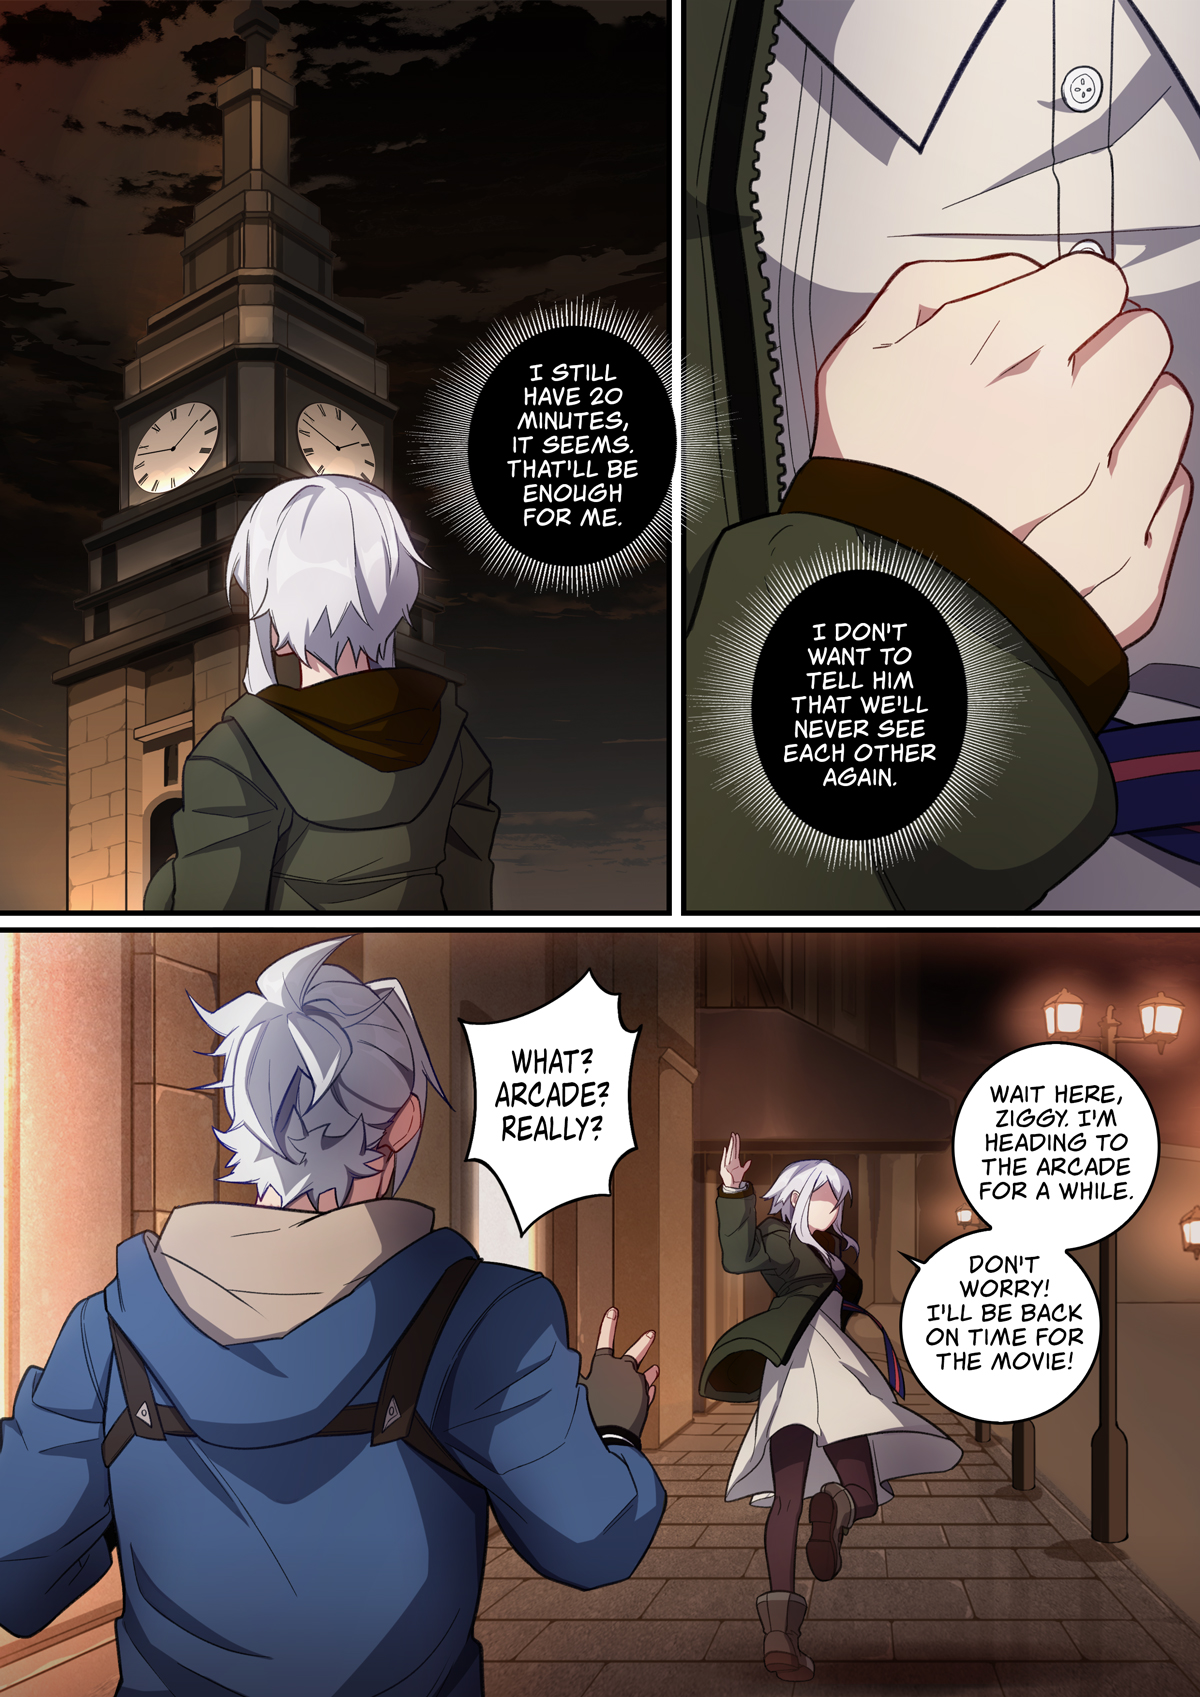 I STILL
HAVE 20
MINUTES,
IT SEEMS.
THAT'LL BE
ENOUGH
FOR ME.
I DON'T
WANT TO
TELL HIM
THAT WE'LL
NEVER SEE
EACH OTHER
AGAIN.
WHAT?
ARCADE?
REALLY?
WAIT HERE,
ZIGGY. I'M
HEADING TO
THE ARCADE
FOR A WHILE.
DON'T
WORRY!
I'LL BE BACK
ON TIME FOR
THE MOVIE!